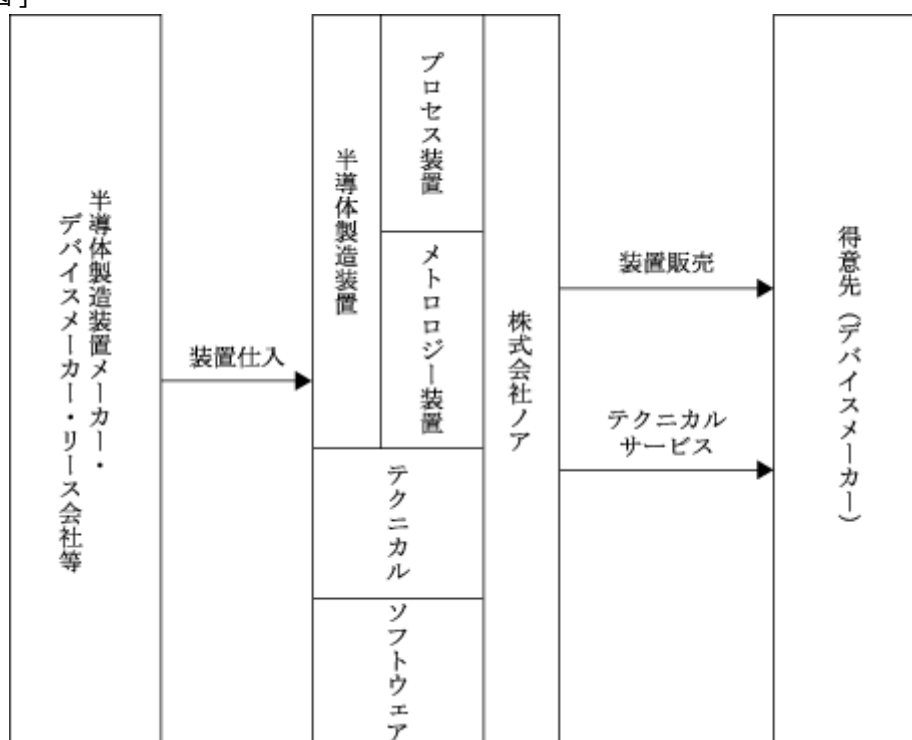 図］
半導体製造装置メーカー・
デバイスメーカー・リース会社等
装置仕入
半導体製造装置
プロセス装置
メトロロジー装置
テクニカル
ソフトウェア
株式会社ノア
装置販売
テクニカル
サービス
得意先（デバイスメーカー）